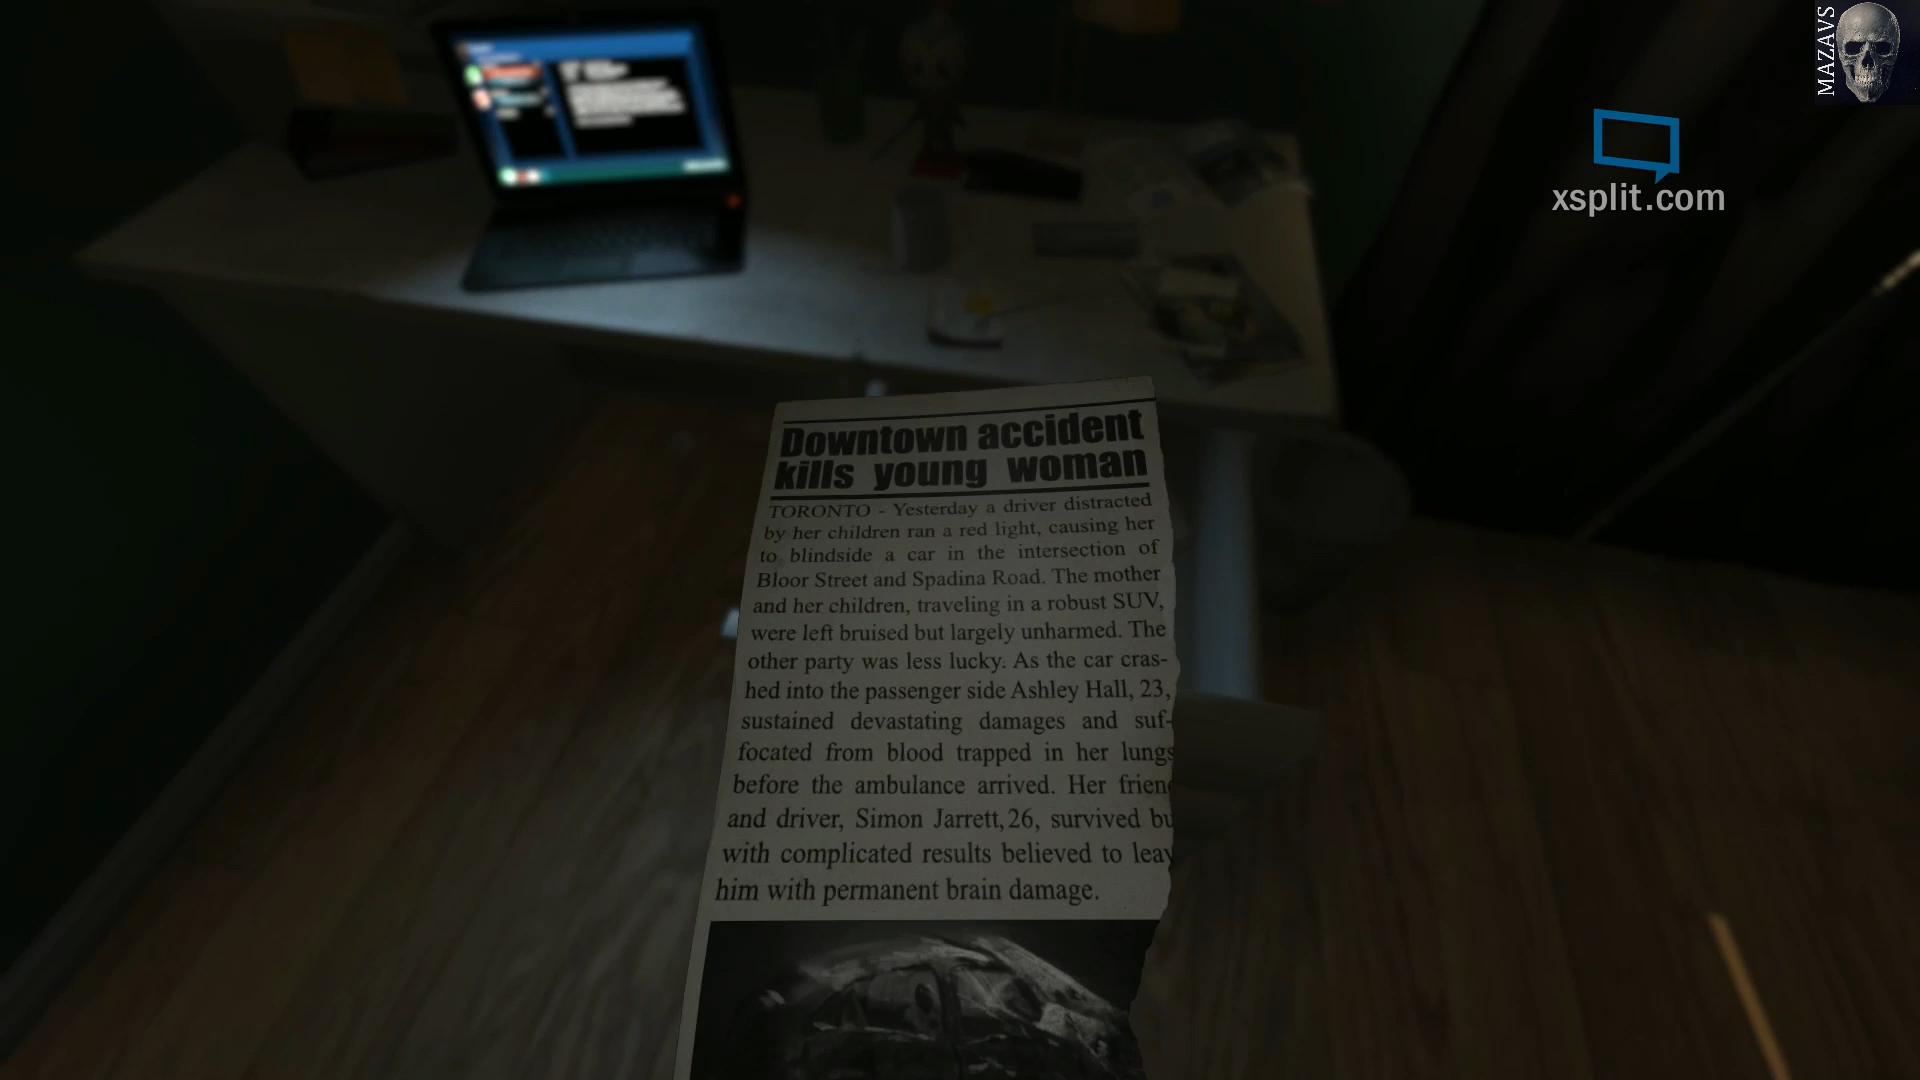 MAZAVS
xsplit.com
Downtown accident
kills young woman
TORONTO - Yesterday a driver distracted
by her children ran a red light, causing her
to blindside a car in the intersection of
Bloor Street and Spadina Road. The mother
and her children, traveling in a robust SUV,
were left bruised but largely unharmed. The
other party was less lucky. As the car cras-
hed into the passenger side Ashley Hall, 23,
sustained devastating damages and suf-
focated from blood trapped in her lungs
before the ambulance arrived. Her frien
and driver, Simon Jarrett, 26, survived bu
with complicated results believed to leav
him with permanent brain damage.